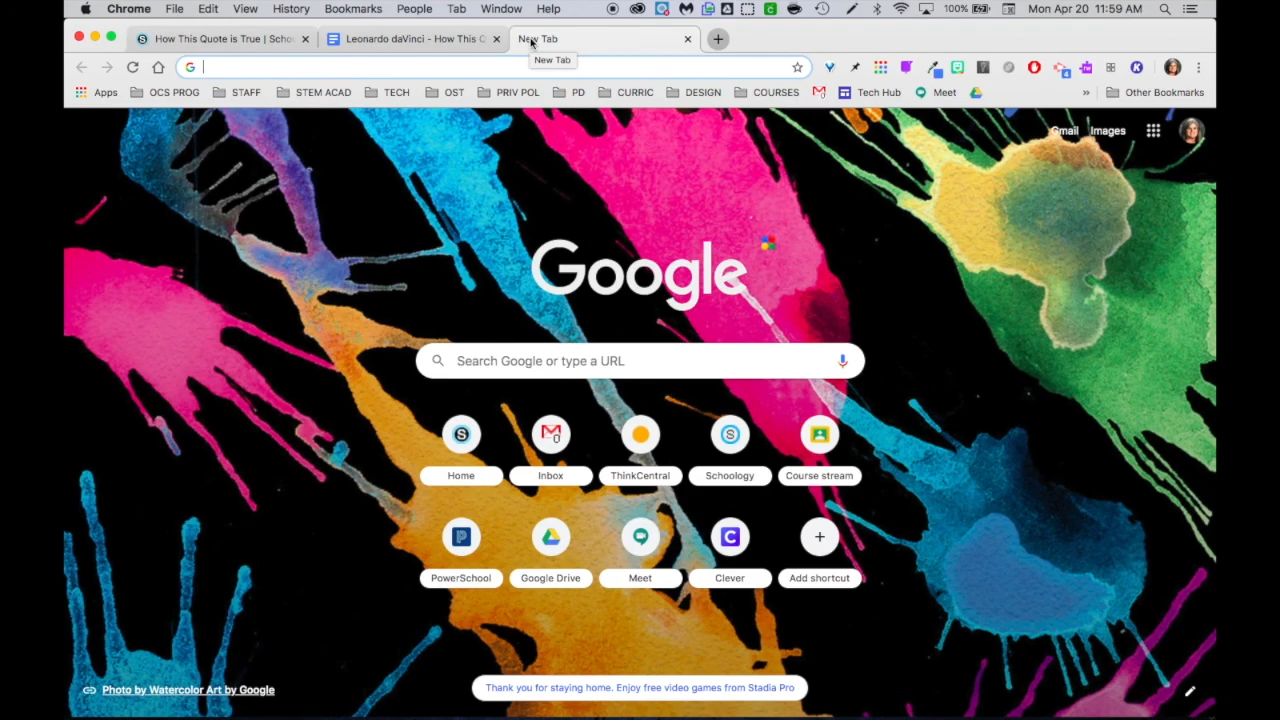 Chrome File Edit View History Bookmarks People Tab Window Help 100% Mon Apr 20 11:59 AM
How This Quote is True | Scho Leonardo daVinci - How This Q New Tab
New Tab
Apps OCS PROG STAFF STEM ACAD TECH OST PRIV POL PD CURRIC DESIGN COURSES Tech Hub Meet » Other Bookmarks
Gmail Images
Google
Search Google or type a URL
Home Inbox ThinkCentral Schoology Course stream
PowerSchool Google Drive Meet Clever Add shortcut
Photo by Watercolor Art by Google
Thank you for staying home. Enjoy free video games from Stadia Pro